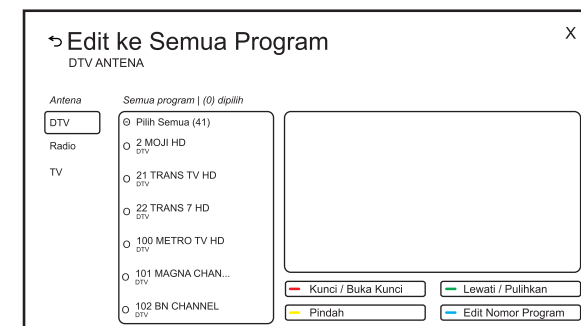 Edit ke Semua Program
X
DTV ANTENA
Antena
Semua program | (0) dipilih
DTV
Radio
TV
Pilih Semua (41)
2 MOJI HD
DTV
21 TRANS TV HD
DTV
22 TRANS 7 HD
DTV
100 METRO TV HD
DTV
101 MAGNA CHAN...
DTV
102 BN CHANNEL
DTV
Kunci / Buka Kunci
Lewati / Pulihkan
Pindah
Edit Nomor Program